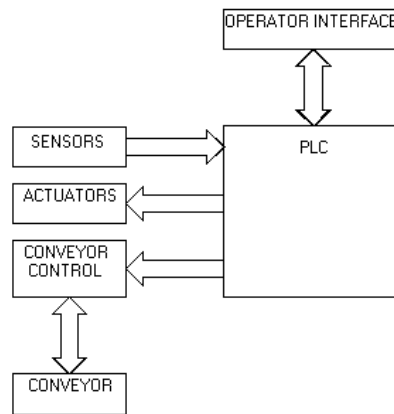 OPERATOR INTERFACE
SENSORS
PLC
ACTUATORS
CONVEYOR
CONTROL
CONVEYOR